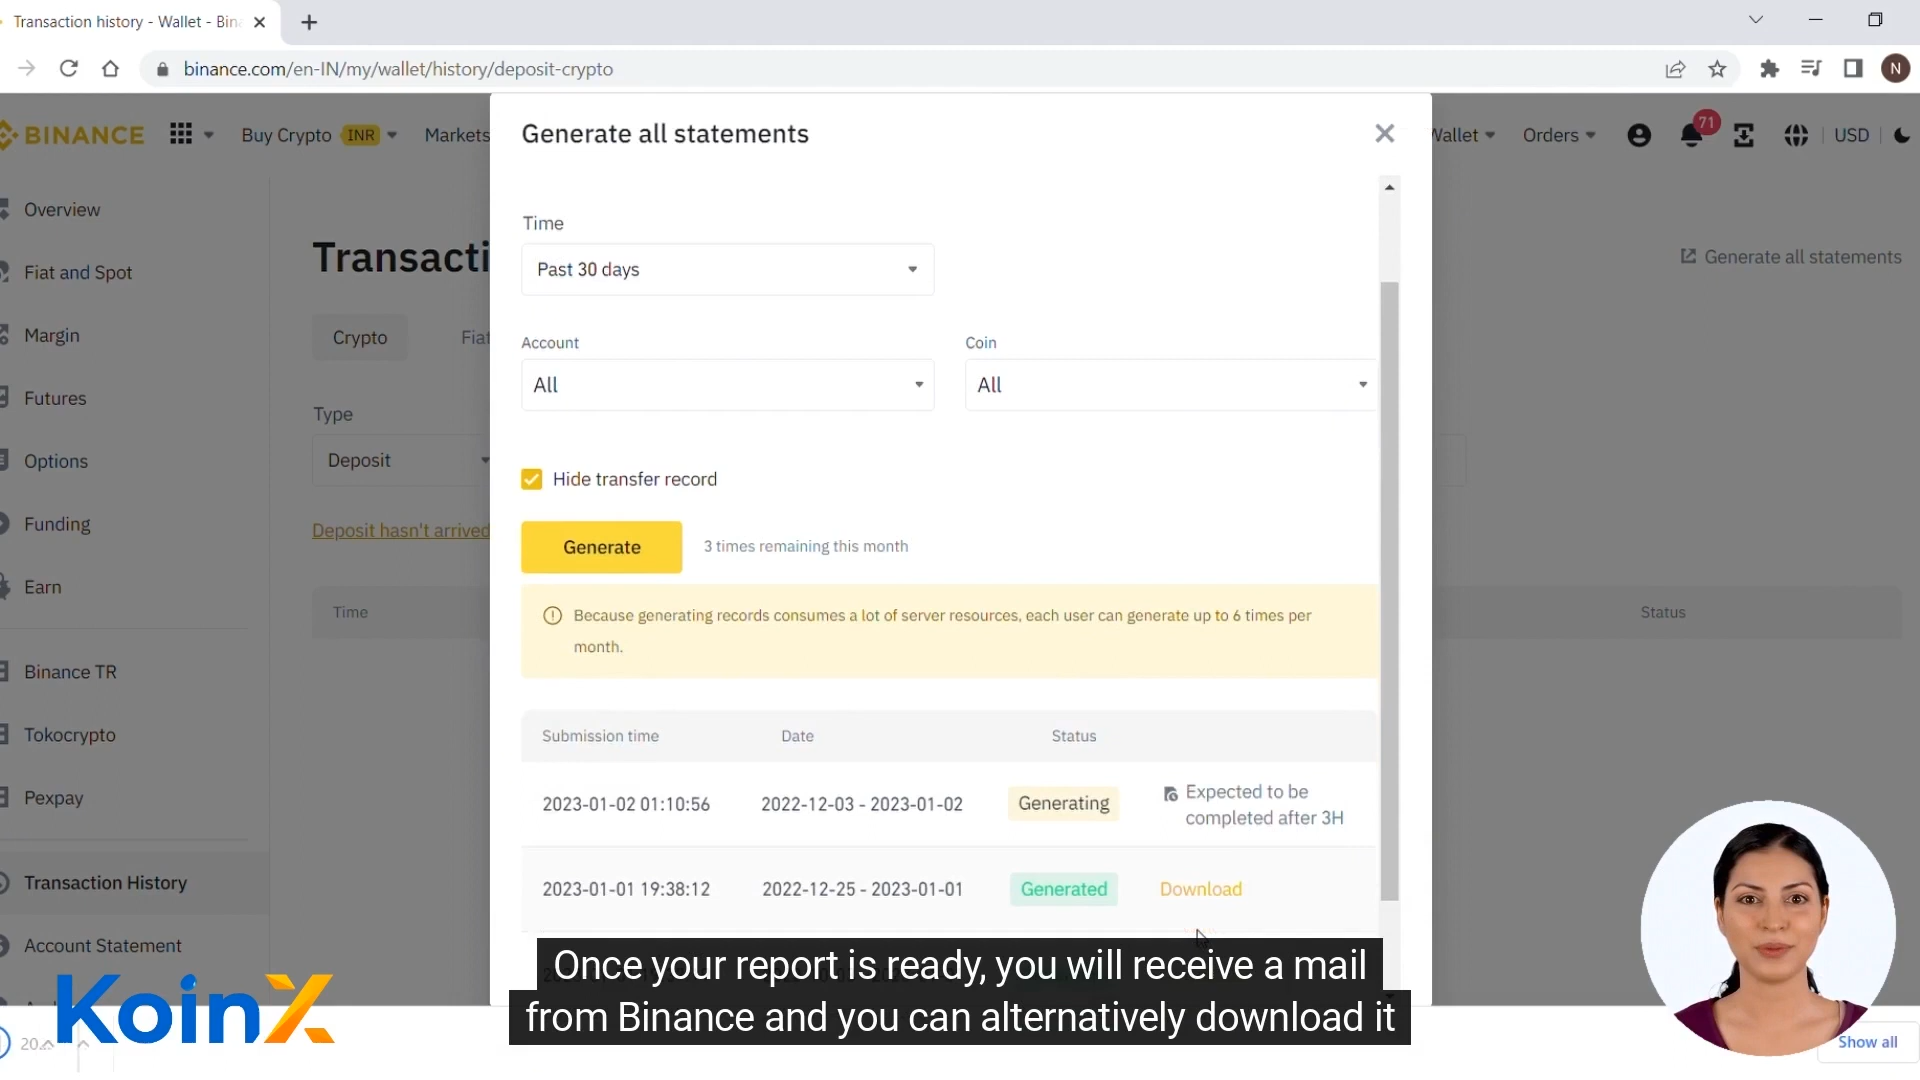 Transaction history - Wallet - Bin
binance.com/en-IN/my/wallet/history/deposit-crypto
N
BINANCE
Buy Crypto INR
Markets
Wallet
Orders
71
USD
Generate all statements
Overview
Fiat and Spot
Margin
Futures
Options
Funding
Earn
Binance TR
Tokocrypto
Pexpay
Transaction History
Account Statement
Transacti
Generate all statements
Crypto
Fiat
Type
Deposit
Deposit hasn't arrived
Time
Status
Time
Past 30 days
Account
Coin
All
All
Hide transfer record
Generate
3 times remaining this month
Because generating records consumes a lot of server resources, each user can generate up to 6 times per
month.
Submission time Date Status
2023-01-02 01:10:56 2022-12-03 - 2023-01-02 Generating Expected to be
completed after 3H
2023-01-01 19:38:12 2022-12-25 - 2023-01-01 Generated Download
Once your report is ready, you will receive a mail
from Binance and you can alternatively download it
KoinX
20...
Show all